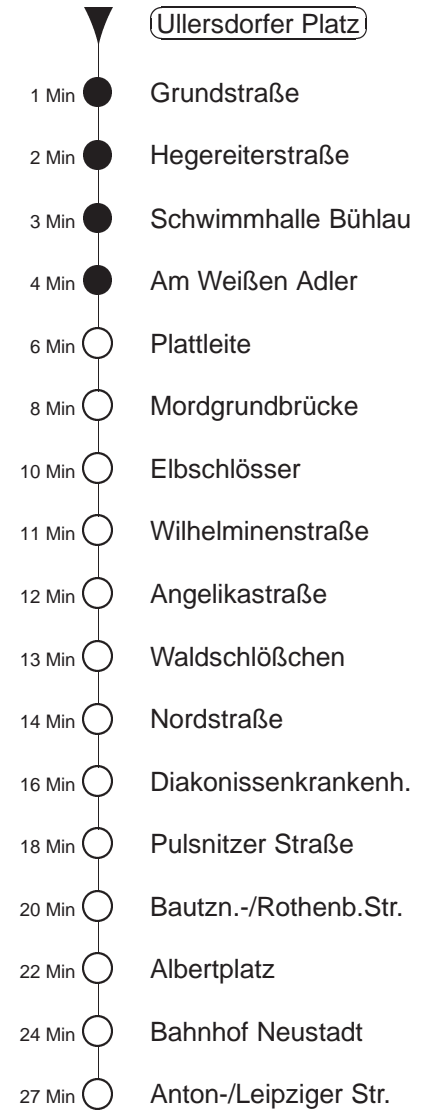 Ullersdorfer Platz
1 Min Grundstraße
2 Min Hegereiterstraße
3 Min Schwimmhalle Bühlau
4 Min Am Weißen Adler
6 Min Plattleite
8 Min Mordgrundbrücke
10 Min Elbschlösser
11 Min Wilhelminenstraße
12 Min Angelikastraße
13 Min Waldschlößchen
14 Min Nordstraße
16 Min Diakonissenkrankenh.
18 Min Pulsnitzer Straße
20 Min Bautzn.-/Rothenb.Str.
22 Min Albertplatz
24 Min Bahnhof Neustadt
27 Min Anton-/Leipziger Str.